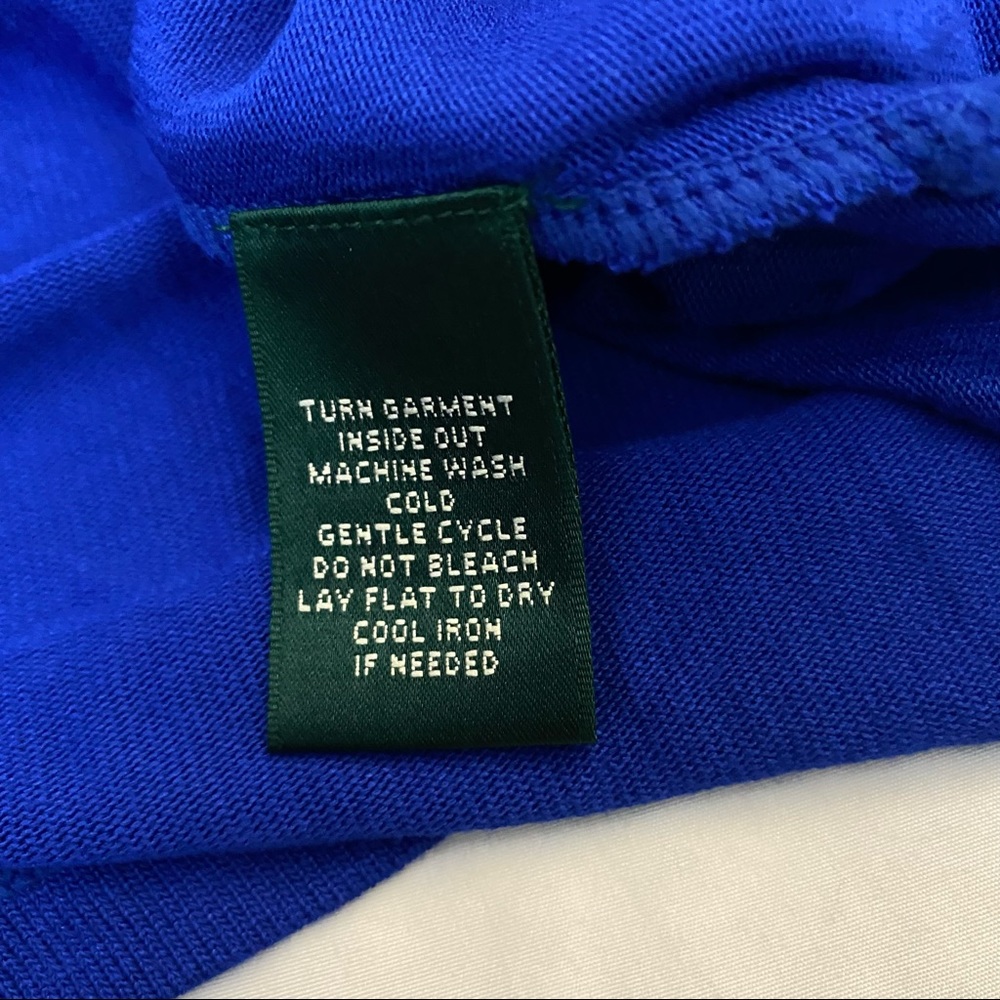 TURN GARMENT
INSIDE OUT
MACHINE WASH
COLD
GENTLE CYCLE
DO NOT BLEACH
LAY FLAT TO DRY
COOL IRON
IF NEEDED